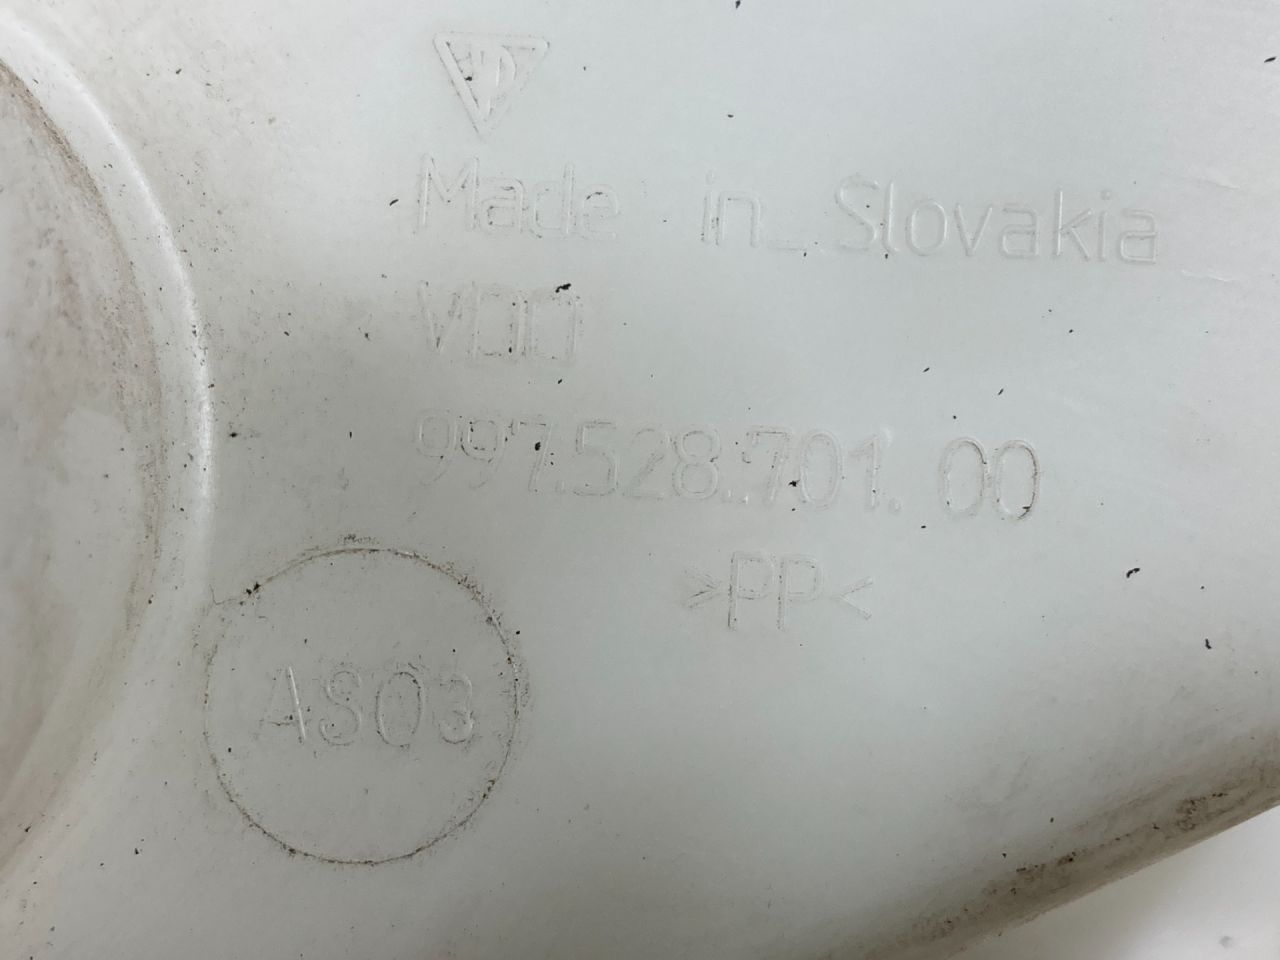 Made in_Slovakia
VDO
997.528.701.00
>PP<
AS03